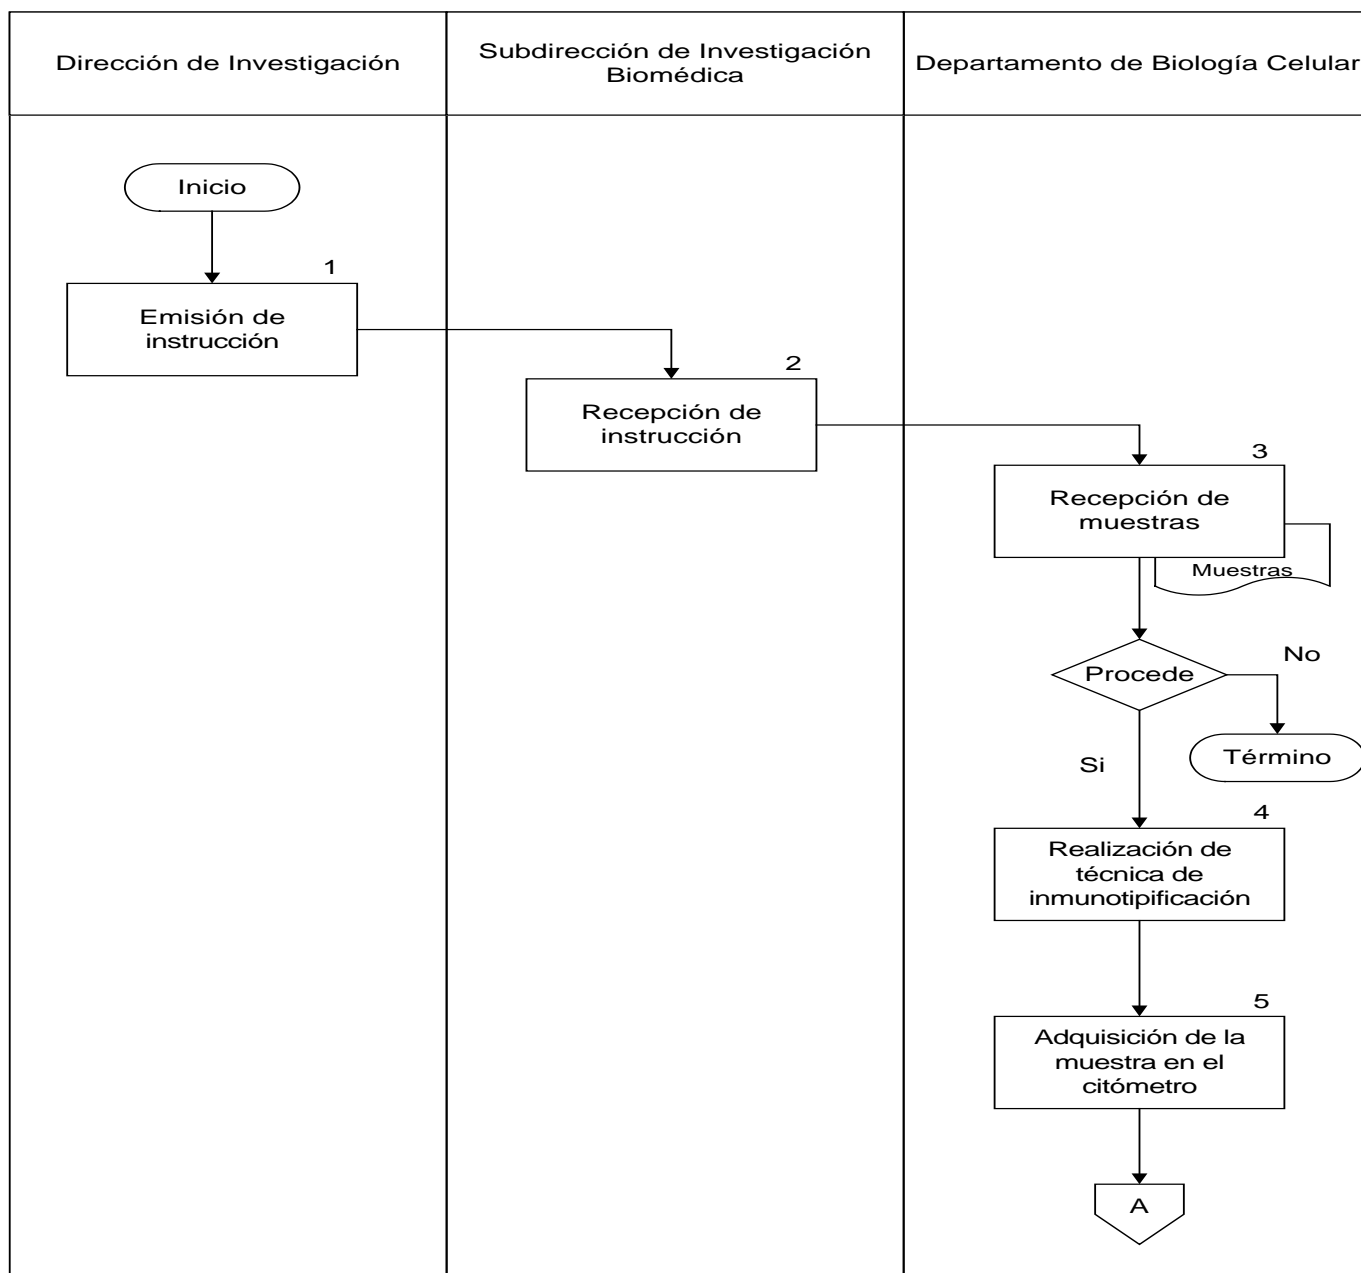 Dirección de Investigación
Subdirección de Investigación
Biomédica
Departamento de Biología Celular
Inicio
1
Emisión de
instrucción
2
Recepción de
instrucción
3
Recepción de
muestras
Muestras
Procede
No
Término
Si
4
Realización de
técnica de
inmunotipificación
5
Adquisición de la
muestra en el
citómetro
A